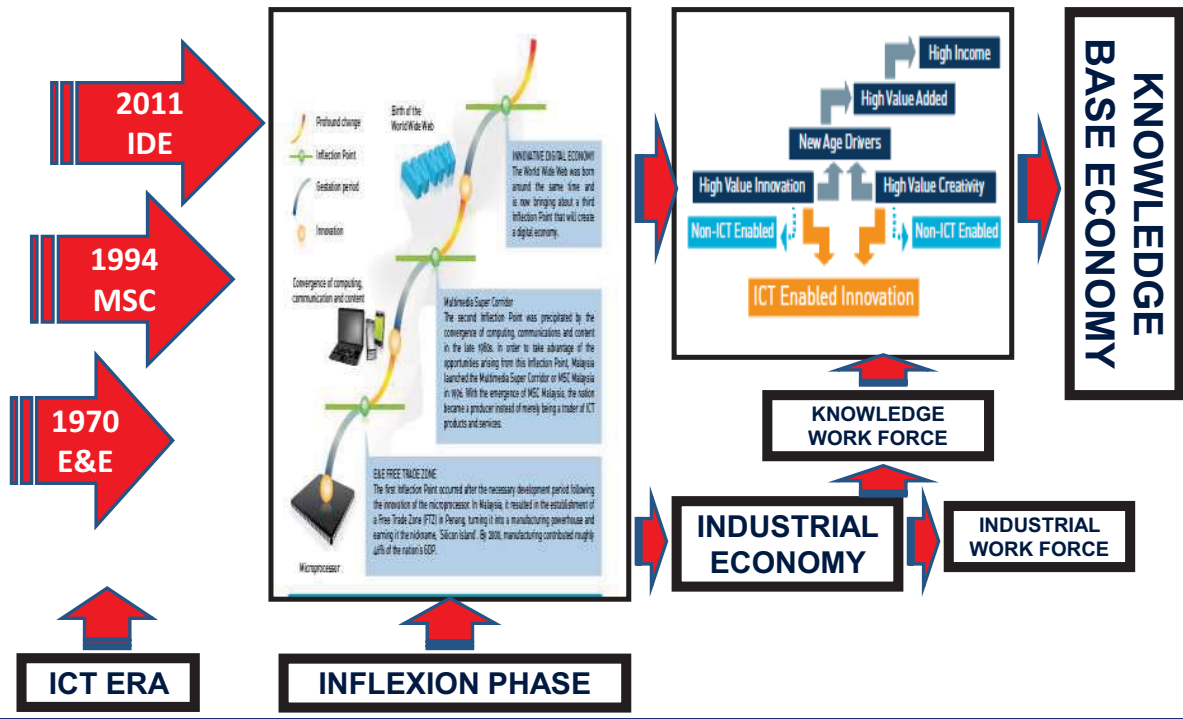 2011
IDE
1994
MSC
1970
E&E
ICT ERA
Profound change
Inflection Point
Gestation period
Innovation
Birth of the
World Wide Web
INNOVATIVE DIGITAL ECONOMY
The World Wide Web was born
around the same time and
is now bringing about a third
Inflection Point that will create
a digital economy.
Convergence of computing,
communication and content
Multimedia Super Corridor
The second Inflection Point was precipitated by the
convergence of computing, communications and content
in the late 1980s. In order to take advantage of the
opportunities arising from this Inflection Point, Malaysia
launched the Multimedia Super Corridor or MSC Malaysia
in 1996. With the emergence of MSC Malaysia, the nation
became a producer instead of merely being a trader of ICT
products and services.
E&E FREE TRADE ZONE
The first Inflection Point occurred after the necessary development period following
the innovation of the microprocessor. In Malaysia, it resulted in the establishment of
a Free Trade Zone (FTZ) in Penang, turning it into a manufacturing powerhouse and
earning it the nickname, 'Silicon Island'. By 2000, manufacturing contributed roughly
of the nation's GDP.
Microprocessor
INFLEXION PHASE
High Income
High Value Added
New Age Drivers
High Value Innovation
High Value Creativity
Non-ICT Enabled
Non-ICT Enabled
ICT Enabled Innovation
KNOWLEDGE
WORK FORCE
INDUSTRIAL
ECONOMY
INDUSTRIAL
WORK FORCE
KNOWLEDGE
BASE ECONOMY